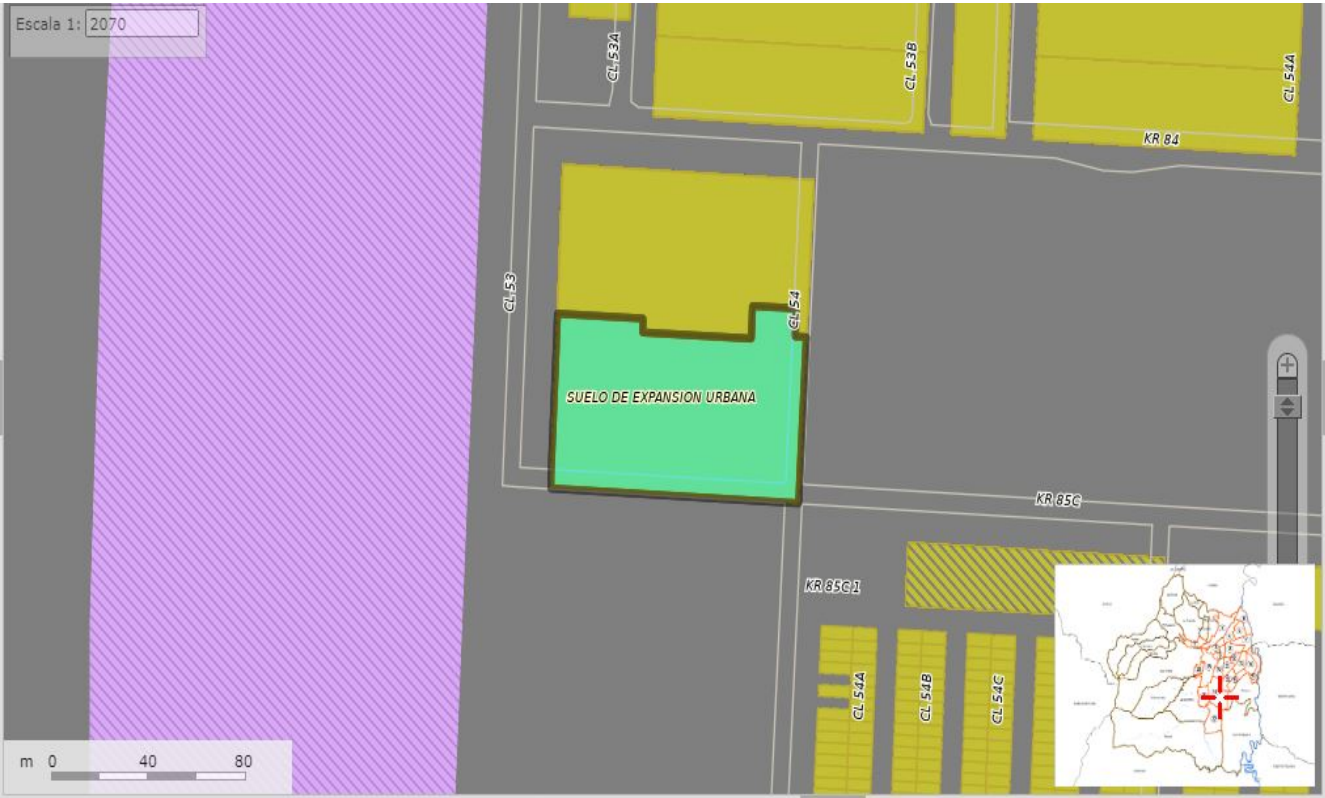 Escala 1: 2070
CL 53A
CL 53B
CL 54A
KR 84
CL 53
CL 54
SUELO DE EXPANSION URBANA
KR 85C
KR 85C 1
CL 54A
CL 54B
CL 54C
m 0 40 80